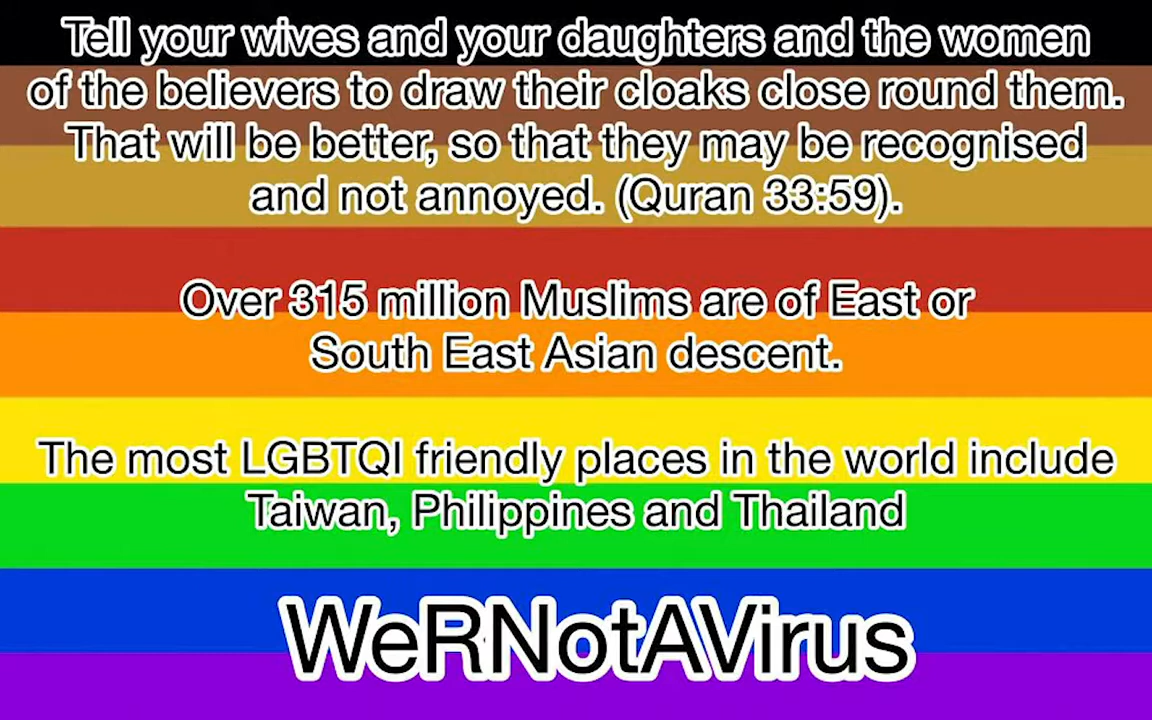 Tell your wives and your daughters and the women
of the believers to draw their cloaks close round them.
That will be better, so that they may be recognised
and not annoyed. (Quran 33:59).
Over 315 million Muslims are of East or
South East Asian descent.
The most LGBTQI friendly places in the world include
Taiwan, Philippines and Thailand
WeRNotAVirus